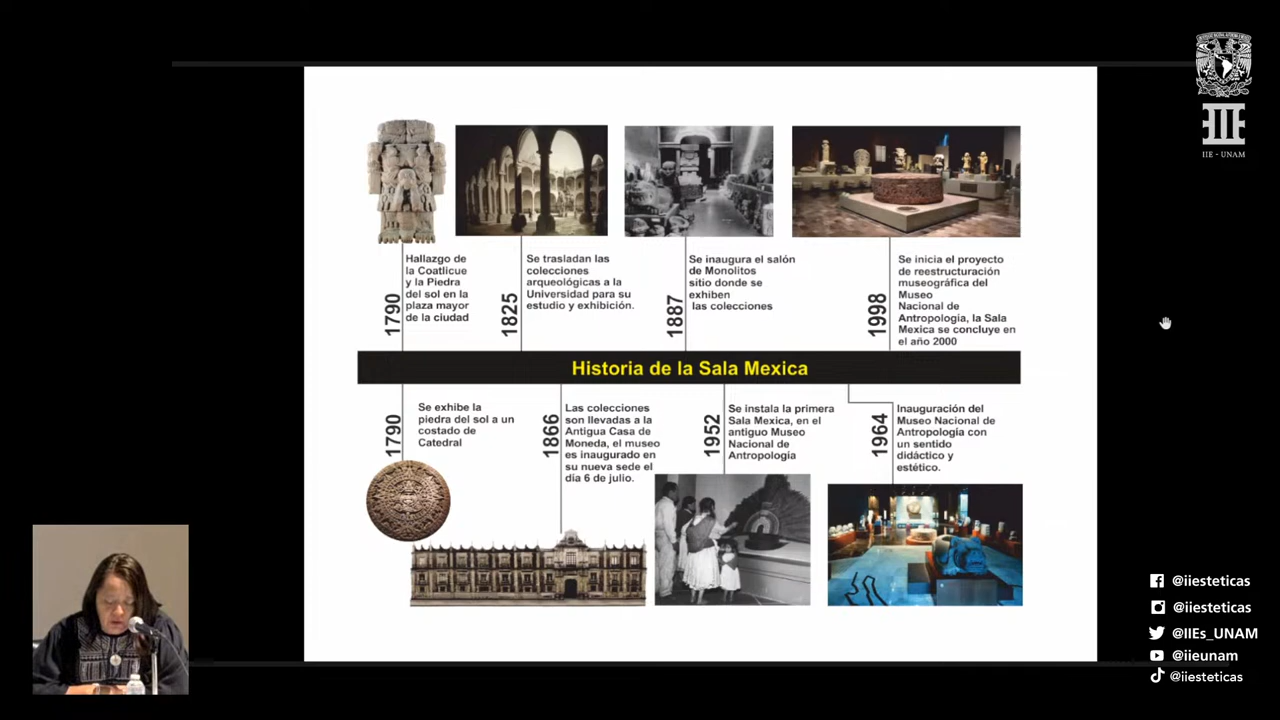 Hallazgo de
la Coatlicue
y la Piedra
del sol en la
plaza mayor
de la ciudad
1790
Se trasladan las
colecciones
arqueológicas a la
Universidad para su
estudio y exhibición.
1825
Se inaugura el salón
de Monolitos
sitio donde se
exhiben
las colecciones
1887
Se inicia el proyecto
de reestructuración
museográfica del
Museo
Nacional de
Antropología, la Sala
Mexica se concluye en
el año 2000
1998
Historia de la Sala Mexica
1790
Se exhibe la
piedra del sol a un
costado de
Catedral
1866
Las colecciones
son llevadas a la
Antigua Casa de
Moneda, el museo
es inaugurado en
su nueva sede el
día 6 de julio.
1952
Se instala la primera
Sala Mexica, en el
antiguo Museo
Nacional de
Antropologia
1964
Inauguración del
Museo Nacional de
Antropología con
un sentido
didáctico y
estético.
IIE - UNAM
@iiesteticas
@iiesteticas
@IIEs_UNAM
@iieunam
@iiesteticas